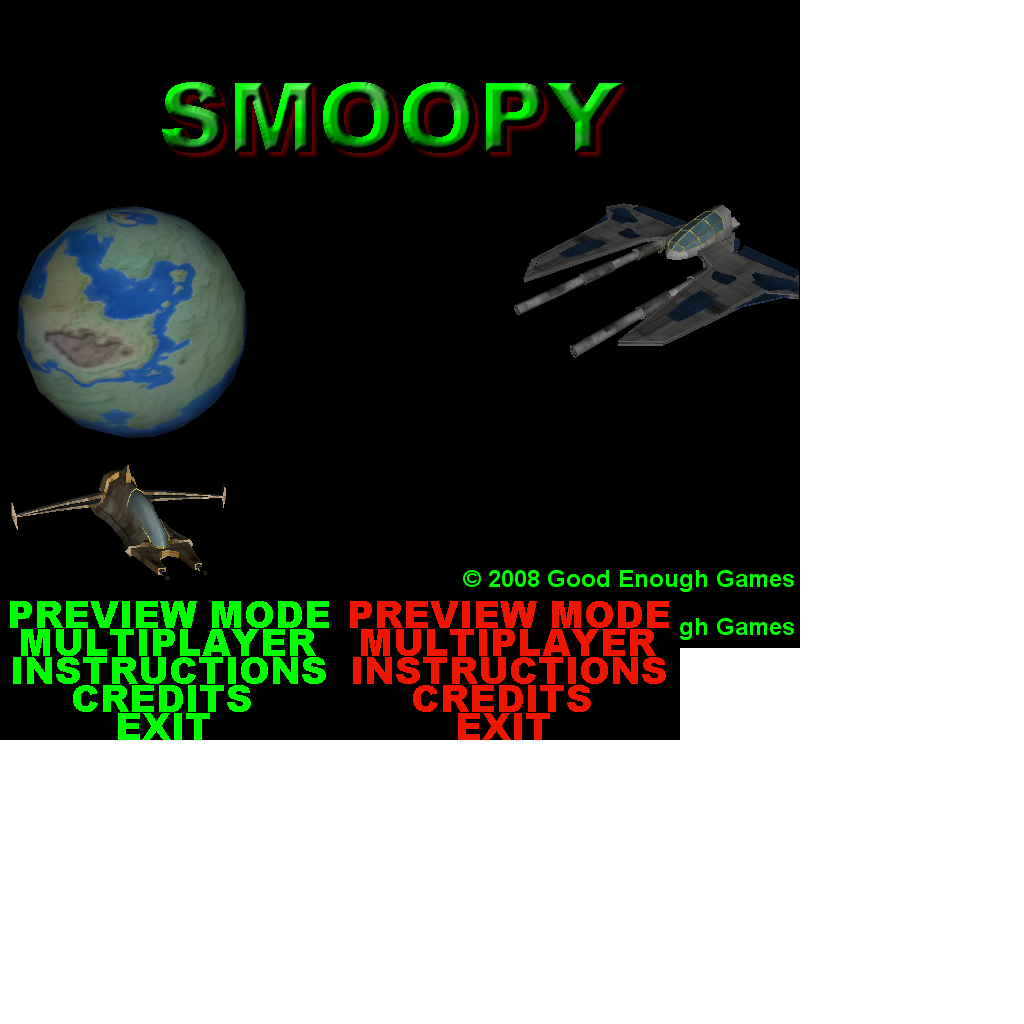 SMOOPY
© 2008 Good Enough Games
gh Games
PREVIEW MODE
MULTIPLAYER
INSTRUCTIONS
CREDITS
EXIT
PREVIEW MODE
MULTIPLAYER
INSTRUCTIONS
CREDITS
EXIT